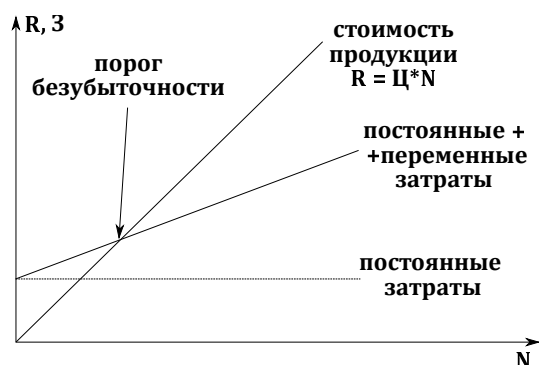 R, З
стоимость
продукции
R = Ц*N
порог
безубыточности
постоянные +
+переменные
затраты
постоянные
затраты
N